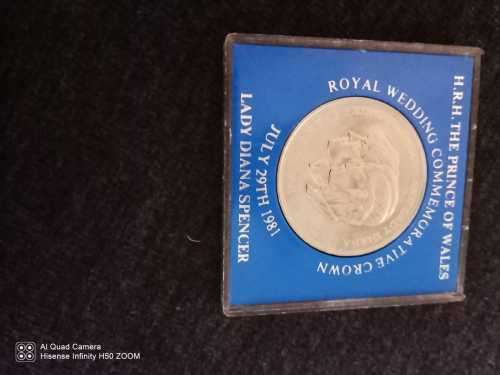 H.R.H. THE PRINCE OF WALES
ROYAL WEDDING COMMEMORATIVE CROWN
JULY 29TH 1981
LADY DIANA SPENCER
AI Quad Camera
Hisense Infinity H50 ZOOM